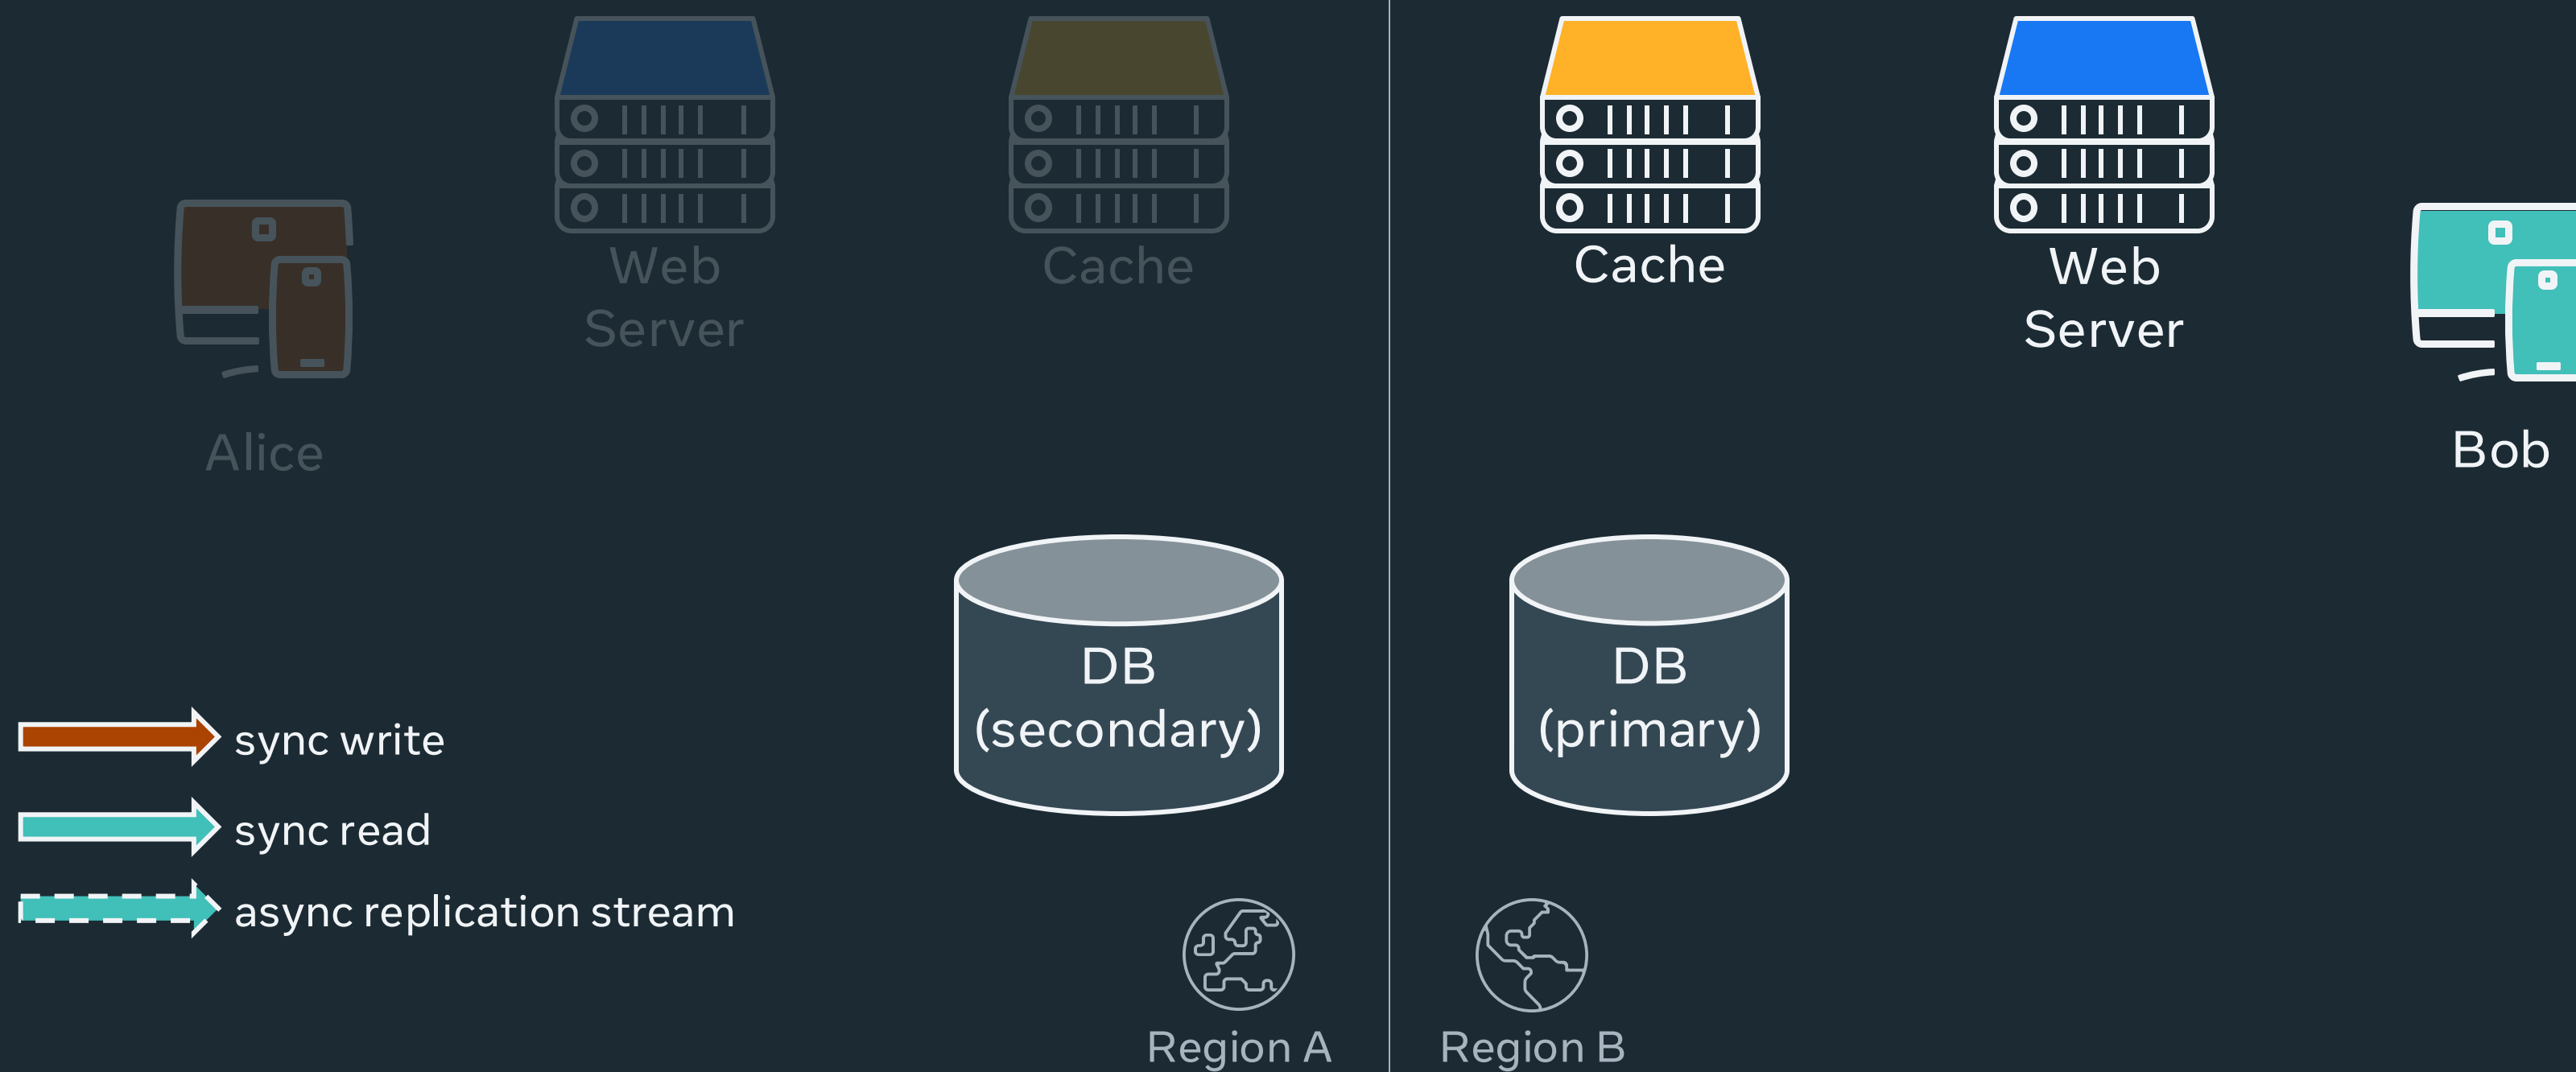 Web
Server
Cache
Cache
Web
Server
Alice
Bob
DB
(secondary)
DB
(primary)
sync write
sync read
async replication stream
Region A
Region B